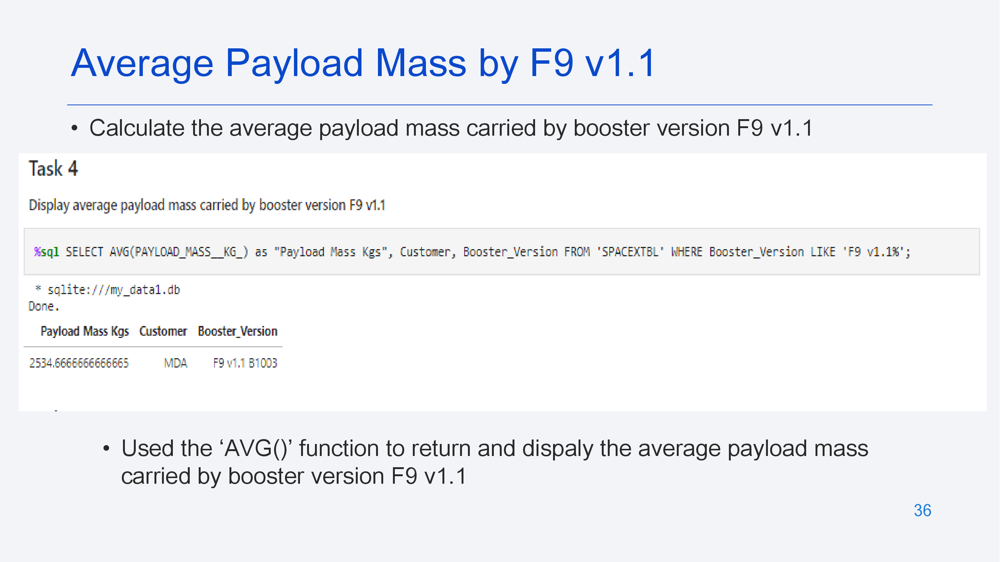 Average Payload Mass by F9 v1.1
• Calculate the average payload mass carried by booster version F9 v1.1
Task 4
Display average payload mass carried by booster version F9 v1.1
%sql SELECT AVG(PAYLOAD_MASS__KG_) as "Payload Mass Kgs", Customer, Booster_Version FROM 'SPACEXTBL' WHERE Booster_Version LIKE 'F9 v1.1%';
* sqlite:///my_data1.db
Done.
Payload Mass Kgs Customer Booster_Version
2534.6666666666665 MDA F9 v1.1 B1003
• Used the ‘AVG()’ function to return and dispaly the average payload mass
carried by booster version F9 v1.1
36